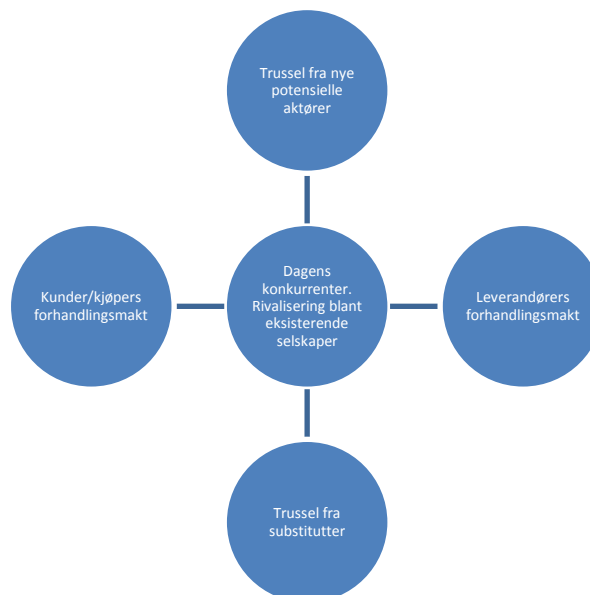 Trussel fra nye
potensielle
aktører
Kunder/kjøpers
forhandlingsmakt
Dagens
konkurrenter.
Rivalisering blant
eksisterende
selskaper
Leverandørers
forhandlingsmakt
Trussel fra
substitutter